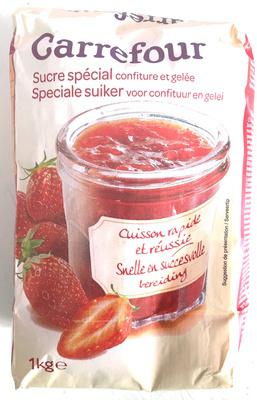 Carrefour
Sucre spécial confiture et gelée
Speciale suiker voor confituur en gelei
Cuisson rapide
et réussie
Snelle en succesvolle
bereiding
Suggestion de présentation / Serveertip
1kg e